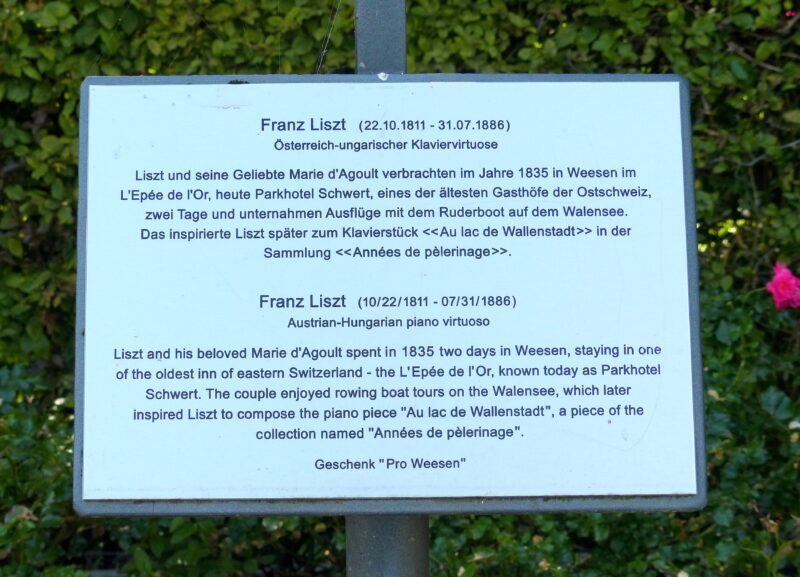 Franz Liszt (22.10.1811 - 31.07.1886)
Österreich-ungarischer Klaviervirtuose
Liszt und seine Geliebte Marie d'Agoult verbrachten im Jahre 1835 in Weesen im
L'Epée de l'Or, heute Parkhotel Schwert, eines der ältesten Gasthöfe der Ostschweiz,
zwei Tage und unternahmen Ausflüge mit dem Ruderboot auf dem Walensee.
Das inspirierte Liszt später zum Klavierstück <<Au lac de Wallenstadt>> in der
Sammlung <<Années de pèlerinage>>.
Franz Liszt (10/22/1811 - 07/31/1886)
Austrian-Hungarian piano virtuoso
Liszt and his beloved Marie d'Agoult spent in 1835 two days in Weesen, staying in one
of the oldest inn of eastern Switzerland - the L'Epée de l'Or, known today as Parkhotel
Schwert. The couple enjoyed rowing boat tours on the Walensee, which later
inspired Liszt to compose the piano piece "Au lac de Wallenstadt", a piece of the
collection named "Années de pèlerinage".
Geschenk "Pro Weesen"